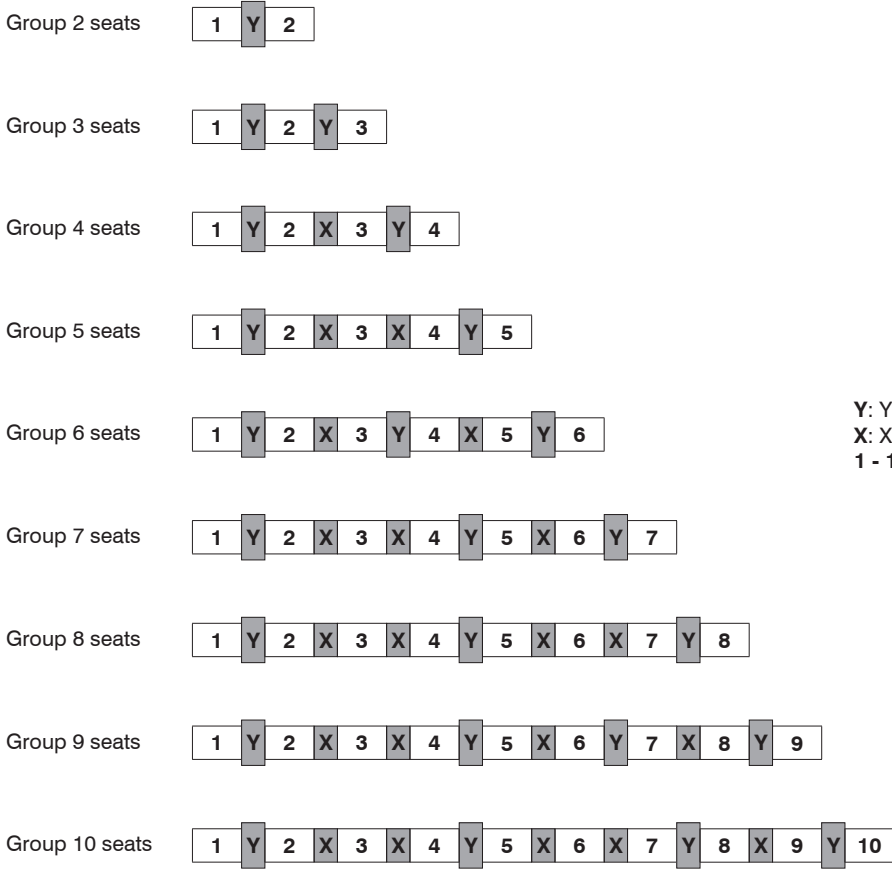 Group 2 seats 1 Y 2
Group 3 seats 1 Y 2 Y 3
Group 4 seats 1 Y 2 X 3 Y 4
Group 5 seats 1 Y 2 X 3 X 4 Y 5
Group 6 seats 1 Y 2 X 3 Y 4 X 5 Y 6
Y: Y
X: X
1 - 1
Group 7 seats 1 Y 2 X 3 X 4 Y 5 X 6 Y 7
Group 8 seats 1 Y 2 X 3 X 4 Y 5 X 6 X 7 Y 8
Group 9 seats 1 Y 2 X 3 X 4 Y 5 X 6 Y 7 X 8 Y 9
Group 10 seats 1 Y 2 X 3 X 4 Y 5 X 6 X 7 Y 8 X 9 Y 10